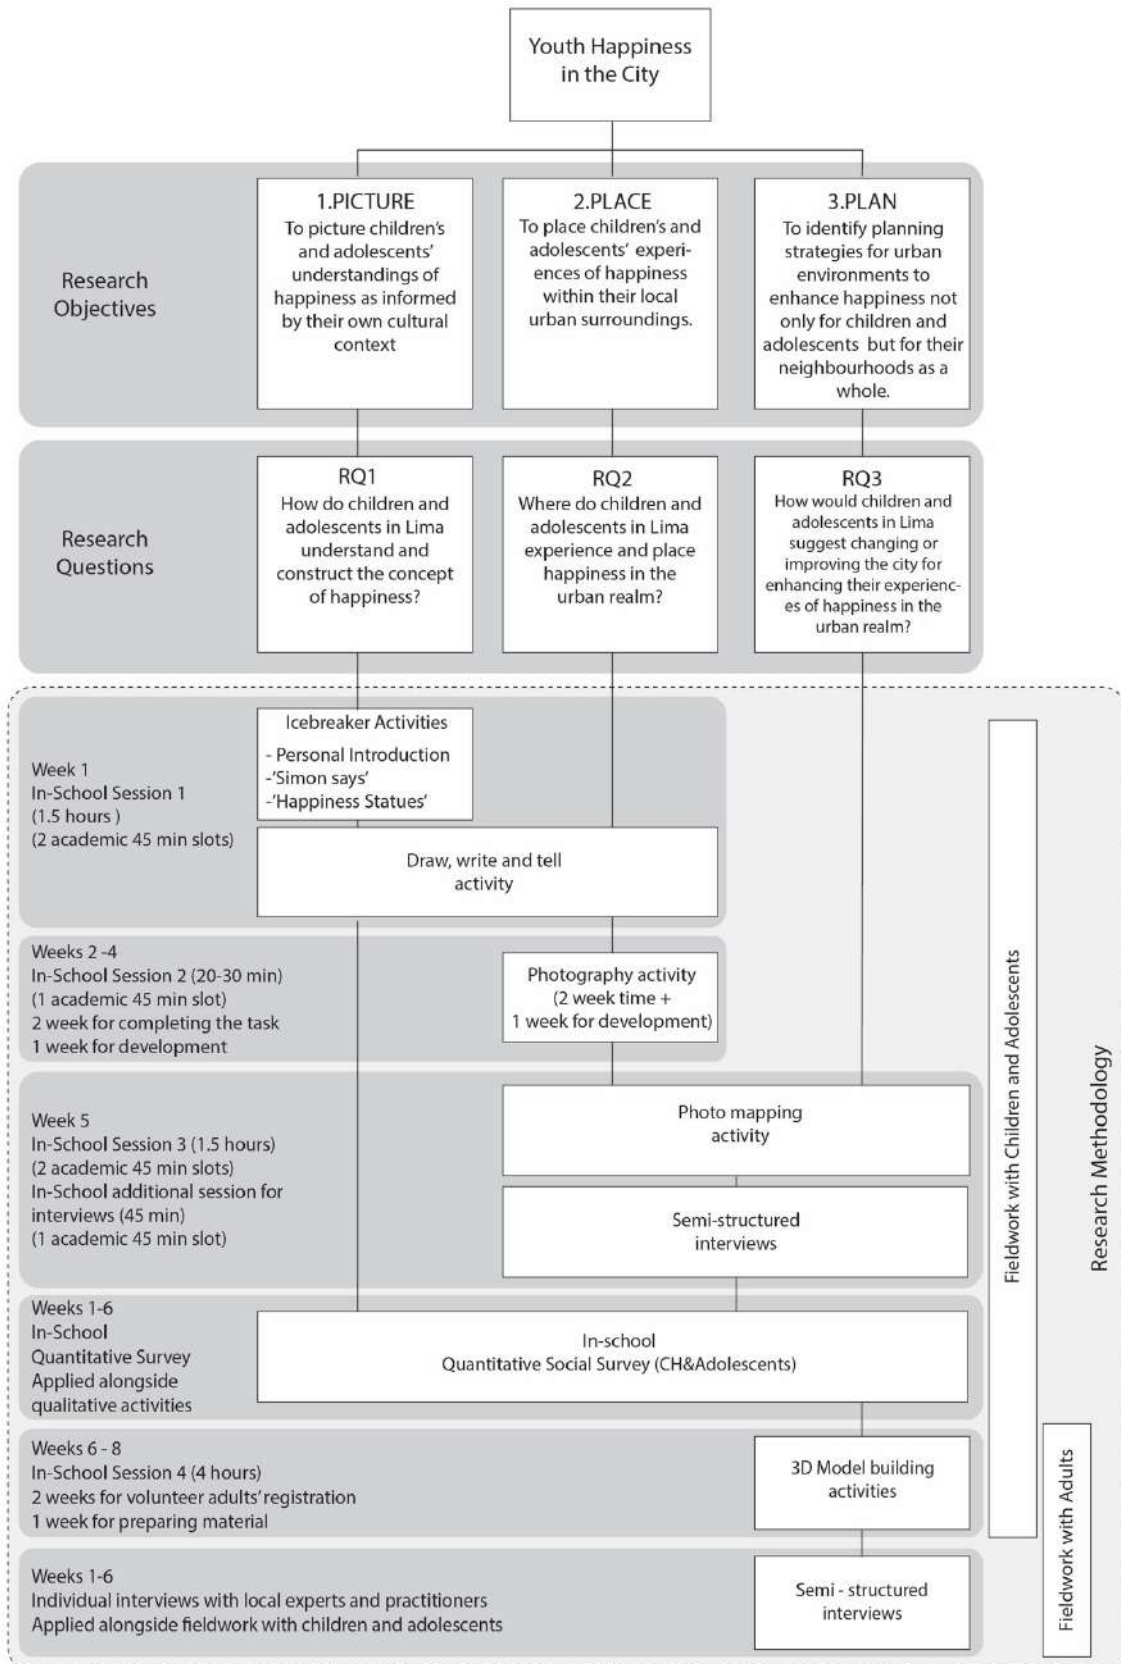 Youth Happiness
in the City
Research
Objectives
1.PICTURE
To picture children's
and adolescents'
understandings of
happiness as informed
by their own cultural
context
2.PLACE
To place children's and
adolescents' experi-
ences of happiness
within their local
urban surroundings.
3.PLAN
To identify planning
strategies for urban
environments to
enhance happiness not
only for children and
adolescents but for their
neighbourhoods as a
whole.
Research
Questions
RQ1
How do children and
adolescents in Lima
understand and
construct the concept
of happiness?
RQ2
Where do children and
adolescents in Lima
experience and place
happiness in the
urban realm?
RQ3
How would children and
adolescents in Lima
suggest changing or
improving the city for
enhancing their experienc-
es of happiness in the
urban realm?
Week 1
In-School Session 1
(1.5 hours )
(2 academic 45 min slots)
Icebreaker Activities
- Personal Introduction
-'Simon says'
-'Happiness Statues'
Draw, write and tell
activity
Weeks 2 -4
In-School Session 2 (20-30 min)
(1 academic 45 min slot)
2 week for completing the task
1 week for development
Photography activity
(2 week time +
1 week for development)
Week 5
In-School Session 3 (1.5 hours)
(2 academic 45 min slots)
In-School additional session for
interviews (45 min)
(1 academic 45 min slot)
Photo mapping
activity
Semi-structured
interviews
Weeks 1-6
In-School
Quantitative Survey
Applied alongside
qualitative activities
In-school
Quantitative Social Survey (CH&Adolescents)
Weeks 6 - 8
In-School Session 4 (4 hours)
2 weeks for volunteer adults' registration
1 week for preparing material
3D Model building
activities
Weeks 1-6
Individual interviews with local experts and practitioners
Applied alongside fieldwork with children and adolescents
Semi - structured
interviews
Fieldwork with Children and Adolescents
Fieldwork with Adults
Research Methodology